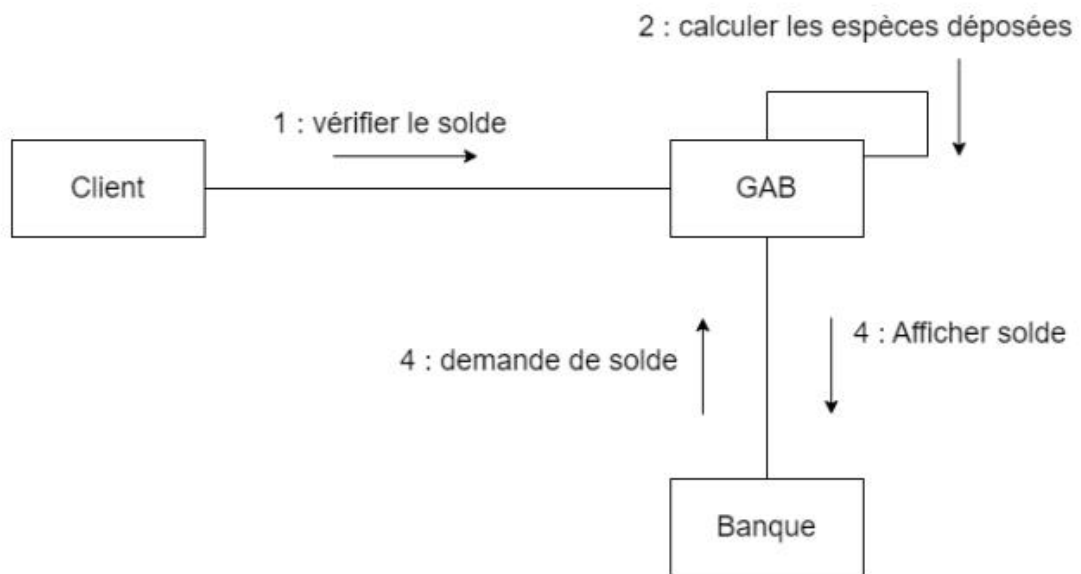 2 : calculer les espèces déposées
1 : vérifier le solde
Client
GAB
4 : demande de solde
4 : Afficher solde
Banque